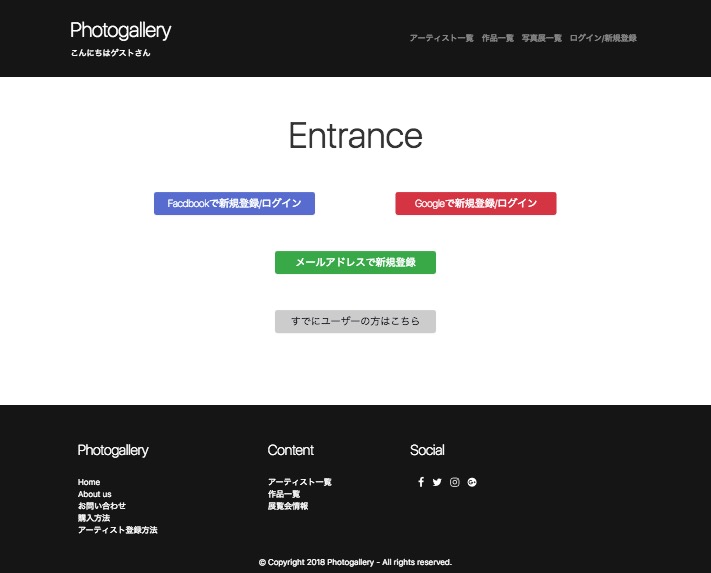 Photogallery
こんにちはゲストさん
アーティスト一覧 作品一覧 写真展一覧 ログイン/新規登録
Entrance
Facdbookで新規登録/ログイン
Googleで新規登録/ログイン
メールアドレスで新規登録
すでにユーザーの方はこちら
Photogallery
Home
About us
お問い合わせ
購入方法
アーティスト登録方法
Content
アーティスト一覧
作品一覧
展覧会情報
Social
© Copyright 2018 Photogallery - All rights reserved.